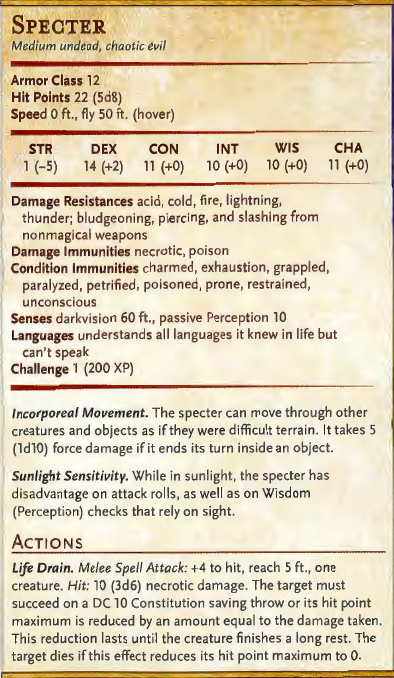 SPECTER
Medium undead, chaotic evil
Armor Class 12
Hit Points 22 (5d8)
Speed 0 ft., fly 50 ft. (hover)
STR DEX CON INT WIS CHA
1 (–5) 14 (+2) 11 (+0) 10 (+0) 10 (+0) 11 (+0)
Damage Resistances acid, cold, fire, lightning,
thunder; bludgeoning, piercing, and slashing from
nonmagical weapons
Damage Immunities necrotic, poison
Condition Immunities charmed, exhaustion, grappled,
paralyzed, petrified, poisoned, prone, restrained,
unconscious
Senses darkvision 60 ft., passive Perception 10
Languages understands all languages it knew in life but
can't speak
Challenge 1 (200 XP)
Incorporeal Movement. The specter can move through other
creatures and objects as if they were difficult terrain. It takes 5
(1d10) force damage if it ends its turn inside an object.
Sunlight Sensitivity. While in sunlight, the specter has
disadvantage on attack rolls, as well as on Wisdom
(Perception) checks that rely on sight.
ACTIONS
Life Drain. Melee Spell Attack: +4 to hit, reach 5 ft., one
creature. Hit: 10 (3d6) necrotic damage. The target must
succeed on a DC 10 Constitution saving throw or its hit point
maximum is reduced by an amount equal to the damage taken.
This reduction lasts until the creature finishes a long rest. The
target dies if this effect reduces its hit point maximum to 0.